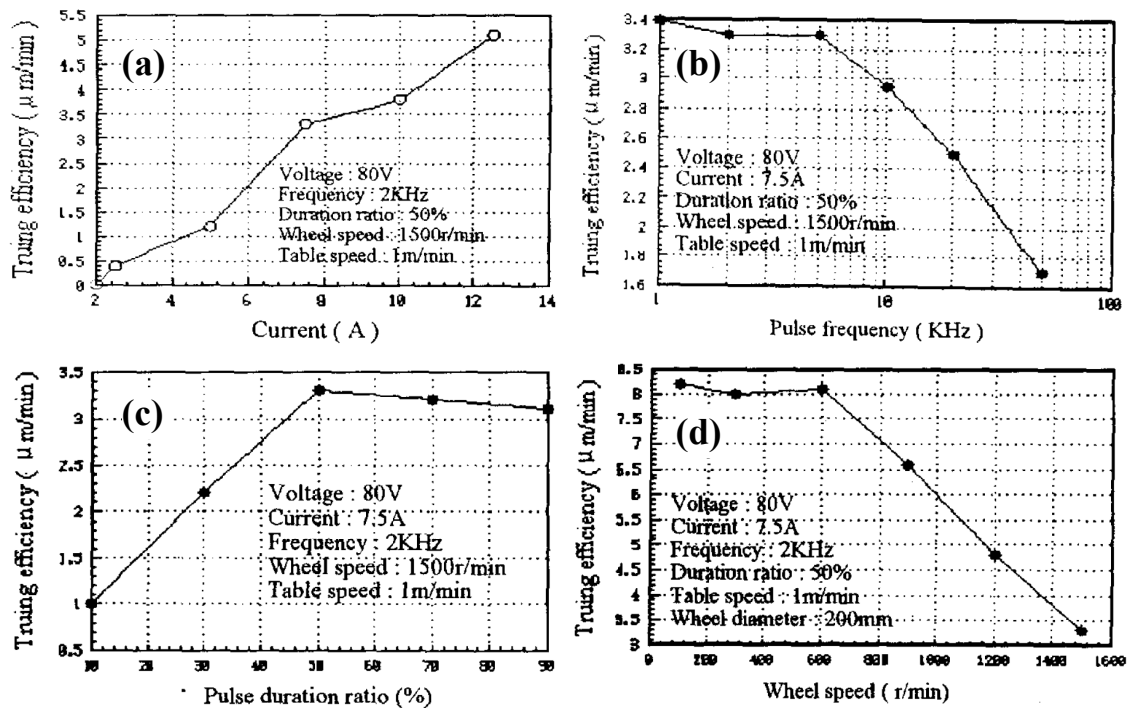 (a)
Truing efficiency ( μm/min)
5.5
5
4.5
4
3.5
3
2.5
2
1.5
1
0.5
0
Voltage : 80V
Frequency : 2KHz
Duration ratio : 50%
Wheel speed : 1500r/min
Table speed : 1m/min
2 4 6 8 10 12 14
Current ( A )
(b)
Truing efficiency ( μm/min)
3.4
3.2
3
2.8
2.6
2.4
2.2
2
1.8
1.6
Voltage : 80V
Current : 7.5A
Duration ratio : 50%
Wheel speed : 1500r/min
Table speed : 1m/min
1 10 100
Pulse frequency ( KHz)
(c)
Truing efficiency ( μm/min)
3.5
3
2.5
2
1.5
1
0.5
Voltage : 80V
Current : 7.5A
Frequency : 2KHz
Wheel speed : 1500r/min
Table speed : 1m/min
10 20 30 40 50 60 70 80 90
Pulse duration ratio (%)
(d)
Truing efficiency ( μm/min)
8.5
8
7.5
7
6.5
6
5.5
5
4.5
4
3.5
3
Voltage : 80V
Current : 7.5A
Frequency : 2KHz
Duration ratio : 50%
Table speed : 1m/min
Wheel diameter : 200mm
0 200 400 600 800 1000 1200 1400 1600
Wheel speed ( r/min)